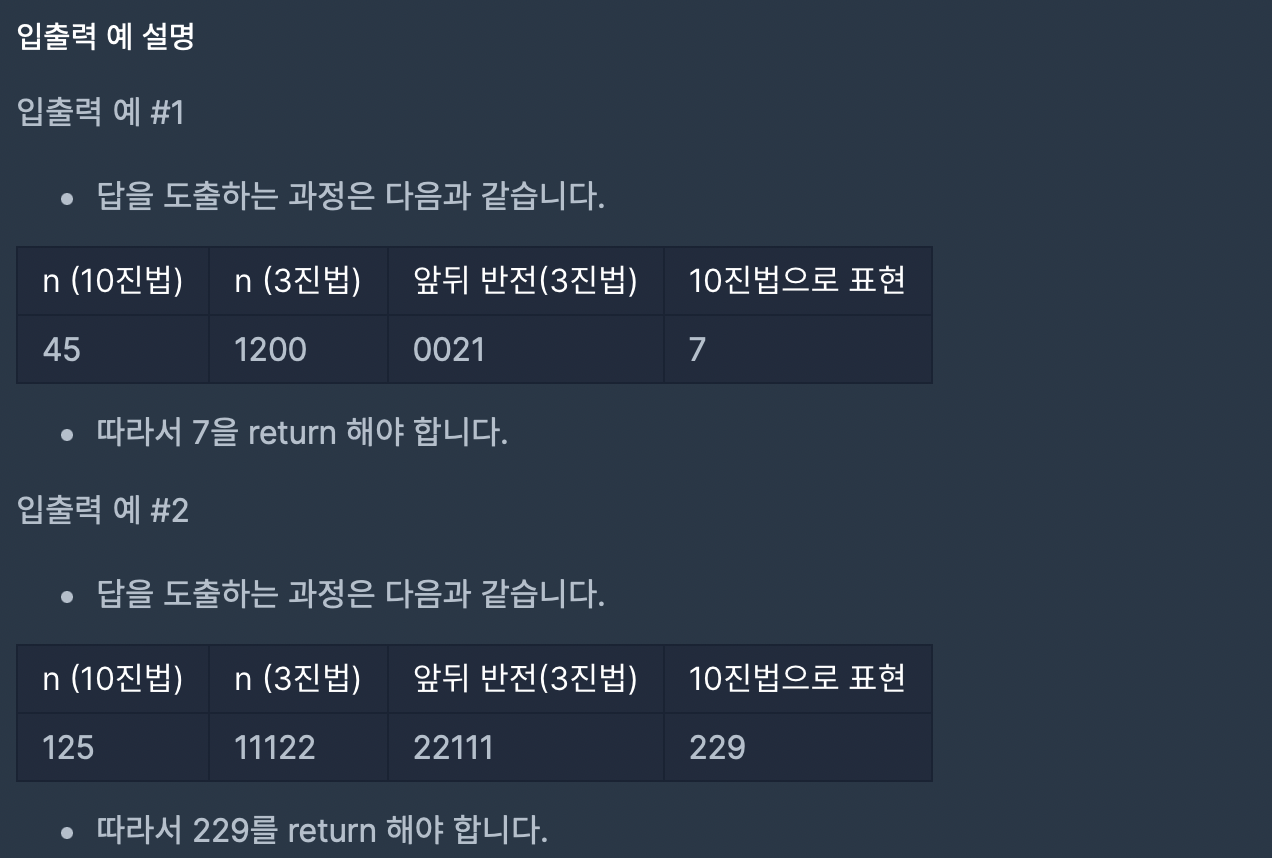 입출력 예 설명
입출력 예 #1
• 답을 도출하는 과정은 다음과 같습니다.
n (10진법) n (3진법) 앞뒤 반전(3진법) 10진법으로 표현
45 1200 0021 7
• 따라서 7을 return 해야 합니다.
입출력 예 #2
• 답을 도출하는 과정은 다음과 같습니다.
n (10진법) n (3진법) 앞뒤 반전(3진법) 10진법으로 표현
125 11122 22111 229
• 따라서 229를 return 해야 합니다.